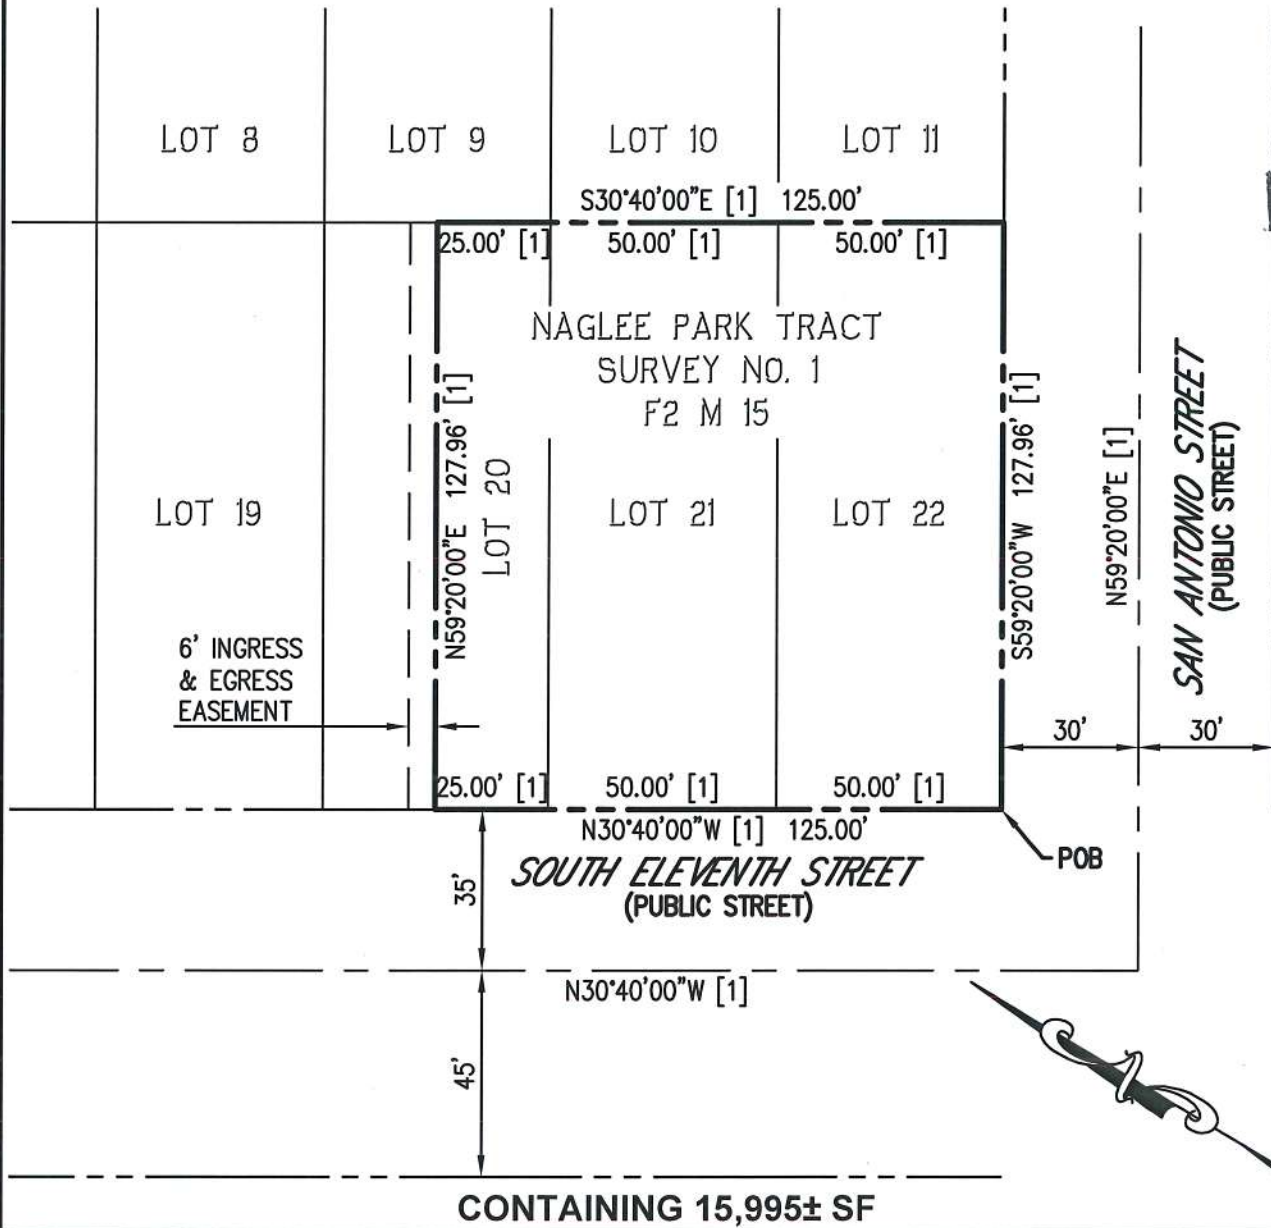 LOT 8
LOT 9
LOT 10
LOT 11
S30°40'00"E [1] 125.00'
25.00' [1]
50.00' [1]
50.00' [1]
NAGLEE PARK TRACT
SURVEY NO. 1
F2 M 15
N59°20'00"E 127.96' [1]
LOT 20
LOT 19
LOT 21
LOT 22
S59°20'00"W 127.96' [1]
N59°20'00"E [1]
SAN ANTONIO STREET
(PUBLIC STREET)
6' INGRESS
& EGRESS
EASEMENT
30'
30'
25.00' [1]
50.00' [1]
50.00' [1]
N30°40'00"W [1] 125.00'
POB
SOUTH ELEVENTH STREET
(PUBLIC STREET)
35'
N30°40'00"W [1]
45'
CONTAINING 15,995± SF